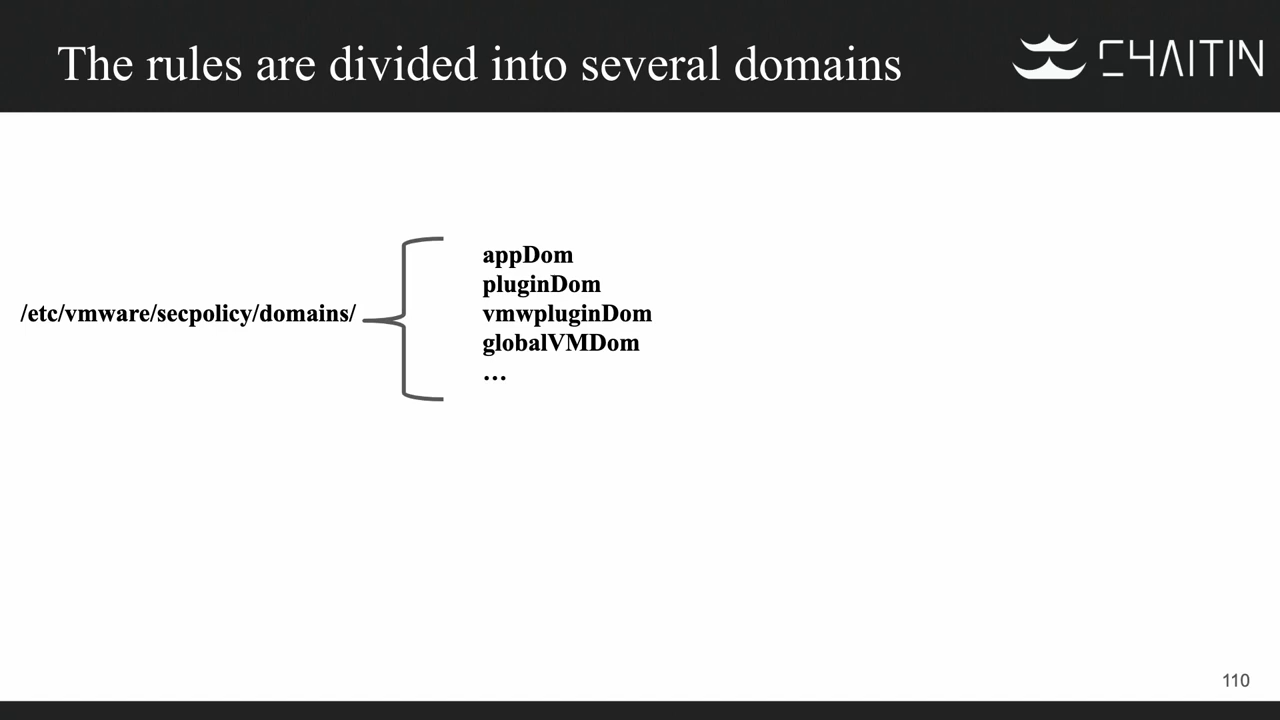 The rules are divided into several domains
CHAITIN
/etc/vmware/secpolicy/domains/
appDom
pluginDom
vmwpluginDom
globalVMDom
...
110